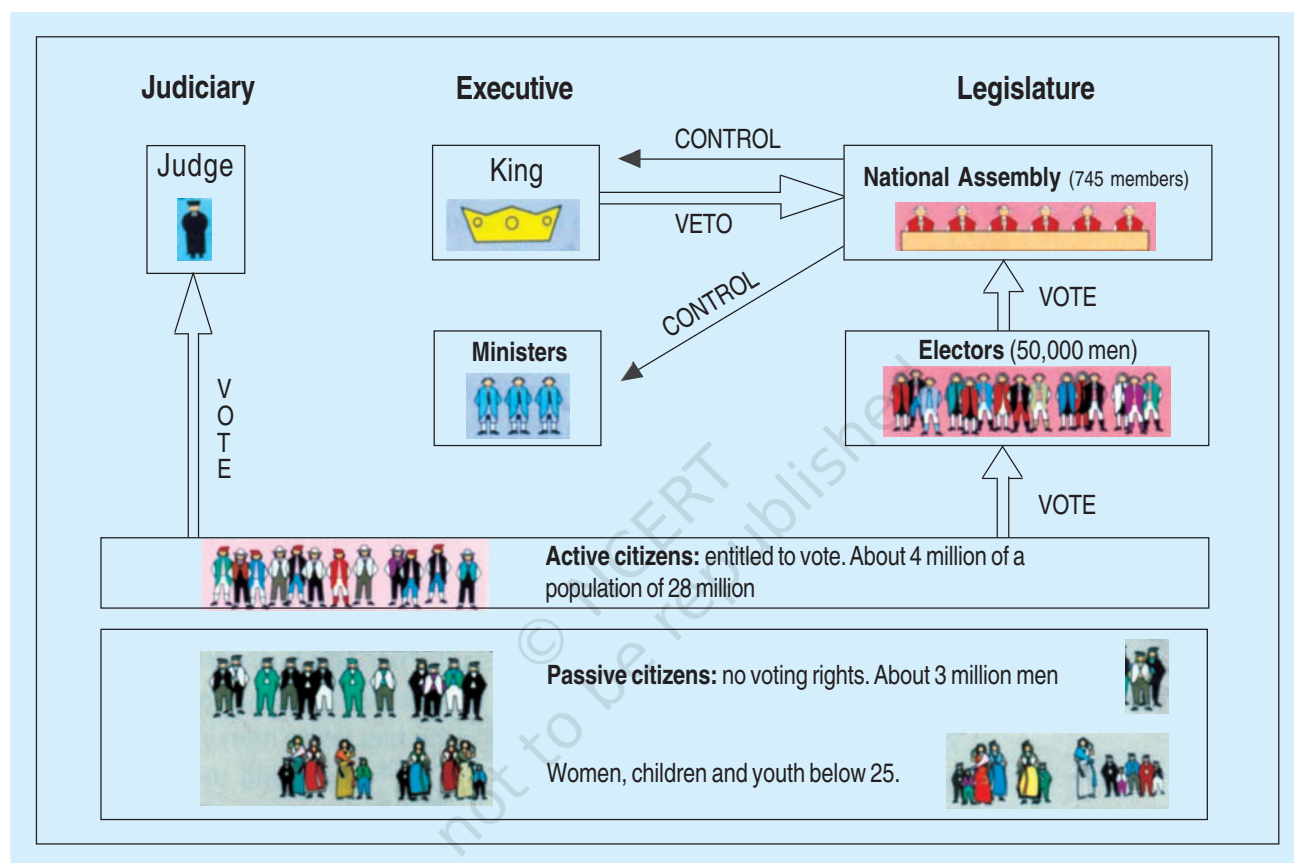 Judiciary
Executive
Legislature
Judge
King
CONTROL
VETO
National Assembly (745 members)
CONTROL
VOTE
Ministers
Electors (50,000 men)
VOTE
VOTE
Active citizens: entitled to vote. About 4 million of a
population of 28 million
Passive citizens: no voting rights. About 3 million men
Women, children and youth below 25.
© NCERT
not to be republished